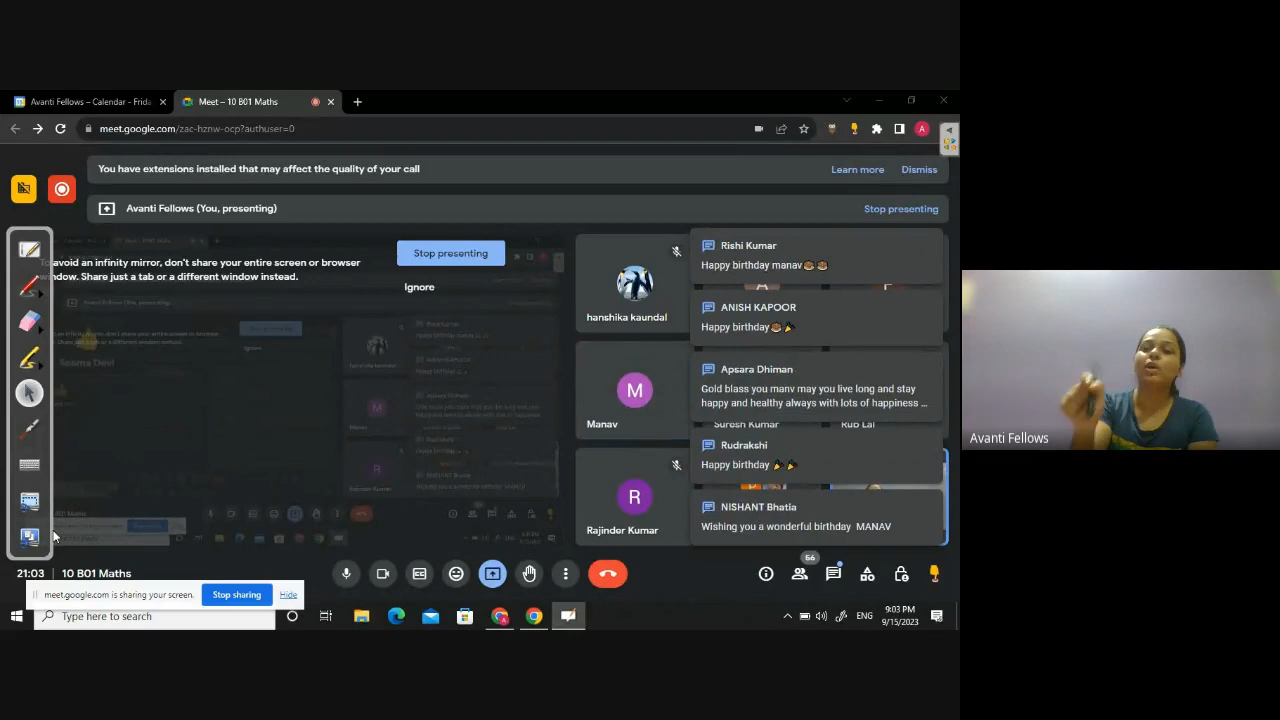 Avanti Fellows – Calendar - Frida
Meet – 10 B01 Maths
meet.google.com/zac-hznw-ocp?authuser=0
A
You have extensions installed that may affect the quality of your call
Learn more
Dismiss
Avanti Fellows (You, presenting)
Stop presenting
To avoid an infinity mirror, don't share your entire screen or browser
window. Share just a tab or a different window instead.
Stop presenting
Ignore
Seema Devi
hanshika kaundal
M
Manav
R
Rajinder Kumar
Rishi Kumar
Happy birthday manav
ANISH KAPOOR
Happy birthday
Apsara Dhiman
Gold blass you manv may you live long and stay
happy and healthy always with lots of happiness ...
Suresh Kumar
Rub Lal
Rudrakshi
Happy birthday
NISHANT Bhatia
Wishing you a wonderful birthday MANAV
Avanti Fellows
21:03 | 10 B01 Maths
56
meet.google.com is sharing your screen.
Stop sharing
Hide
Type here to search
ENG
9:03 PM
9/15/2023